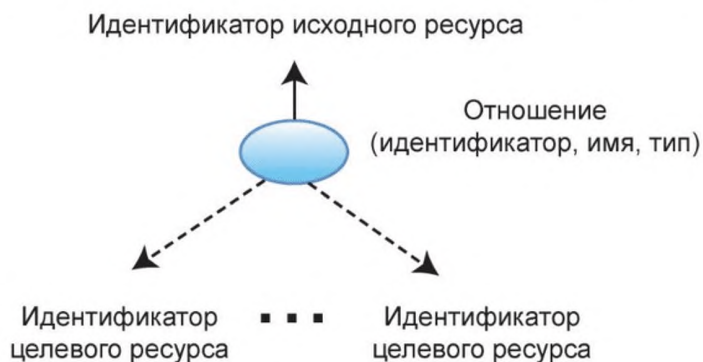 Идентификатор исходного ресурса
Отношение
(идентификатор, имя, тип)
Идентификатор
целевого ресурса
Идентификатор
целевого ресурса